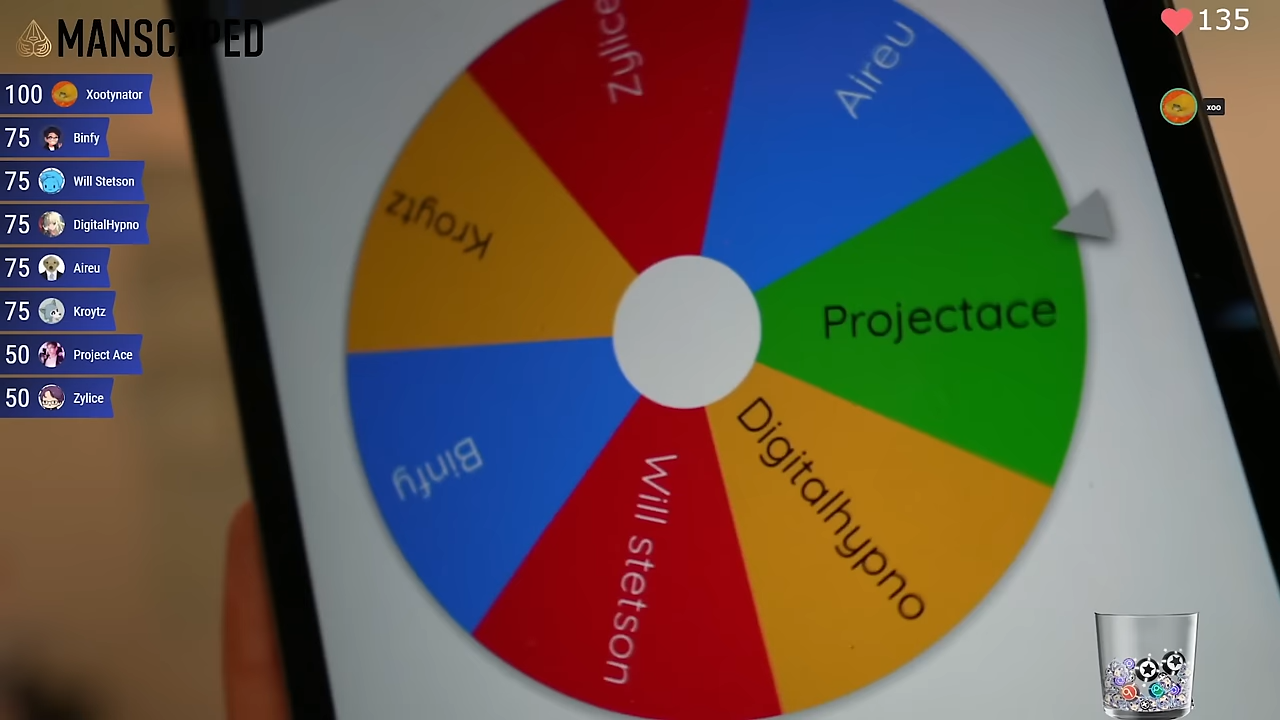 MANSCAPED
135
100 Xootynator
xoo
75 Binfy
75 Will Stetson
75 DigitalHypno
75 Aireu
75 Kroytz
50 Project Ace
50 Zylice
Zylice
Aireu
Kroytz
Projectace
Digitalhypno
Binfy
Will stetson